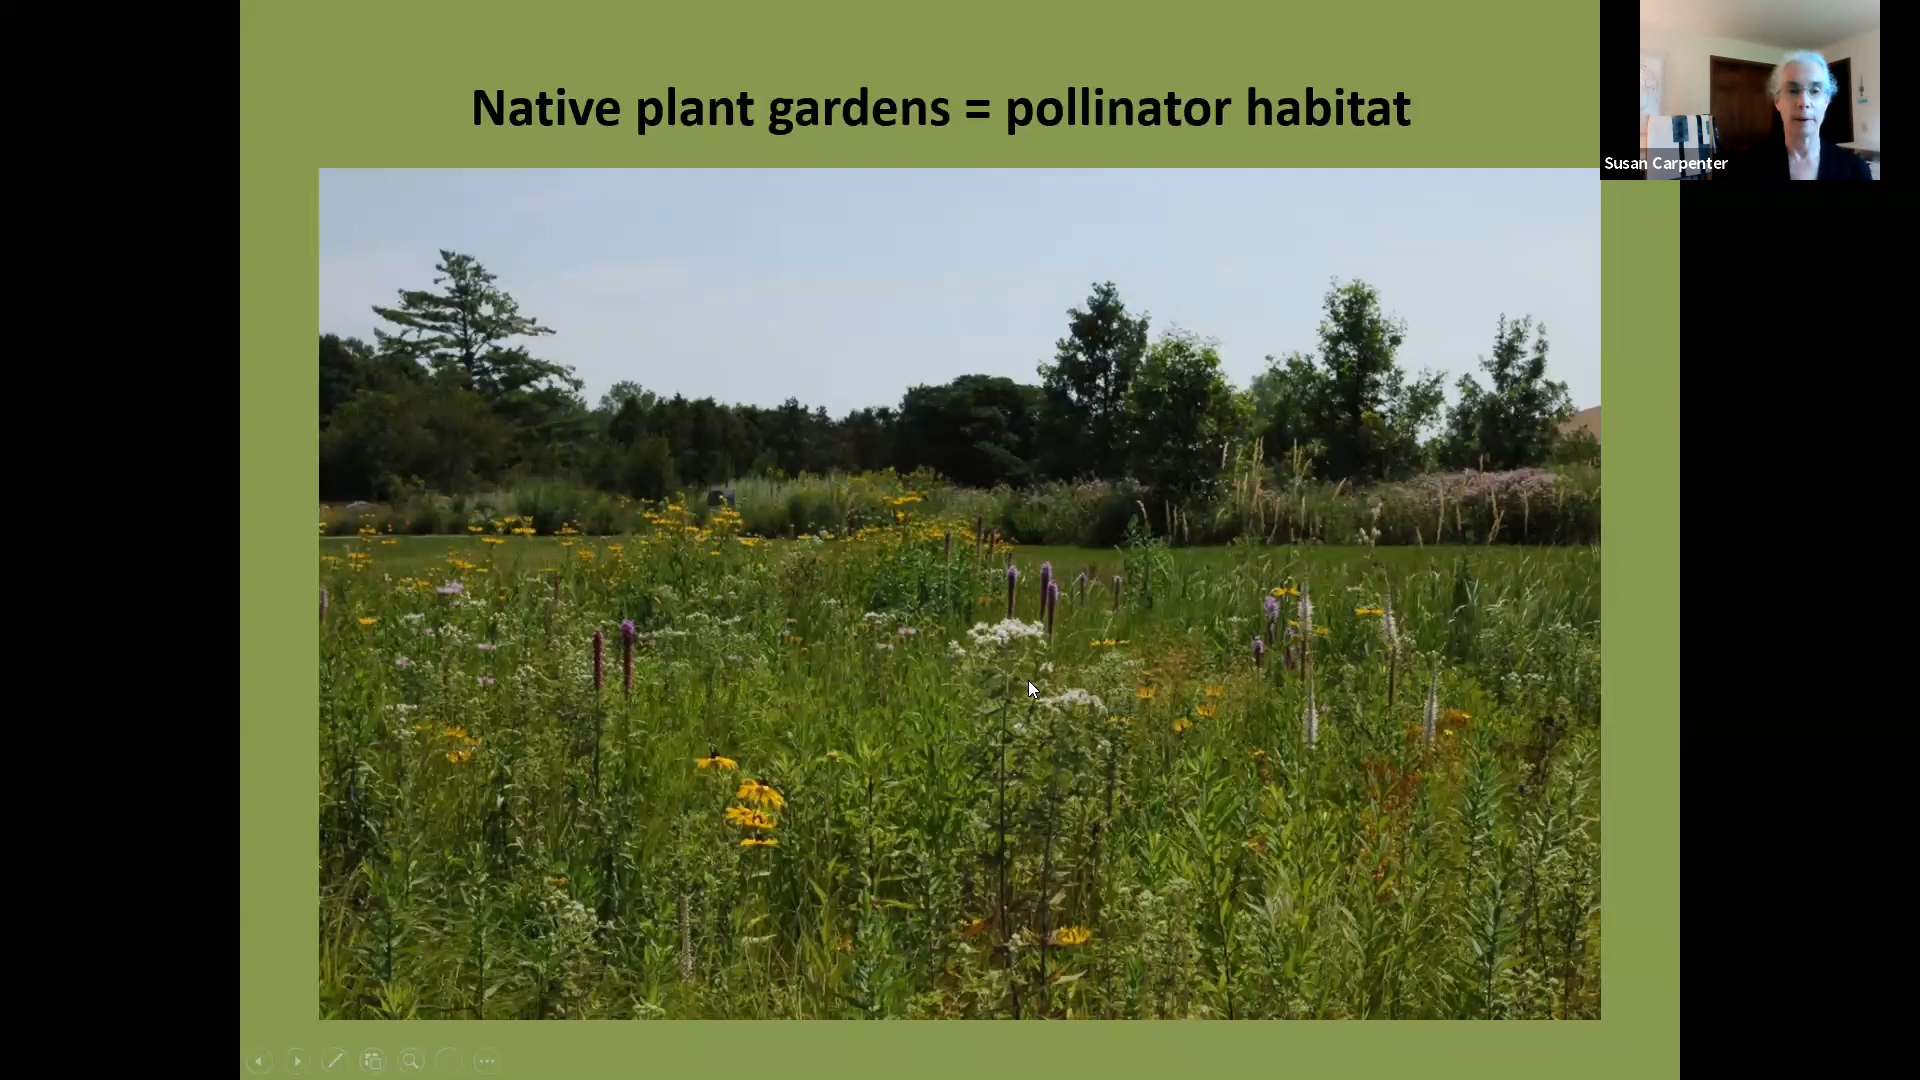 Native plant gardens = pollinator habitat
Susan Carpenter